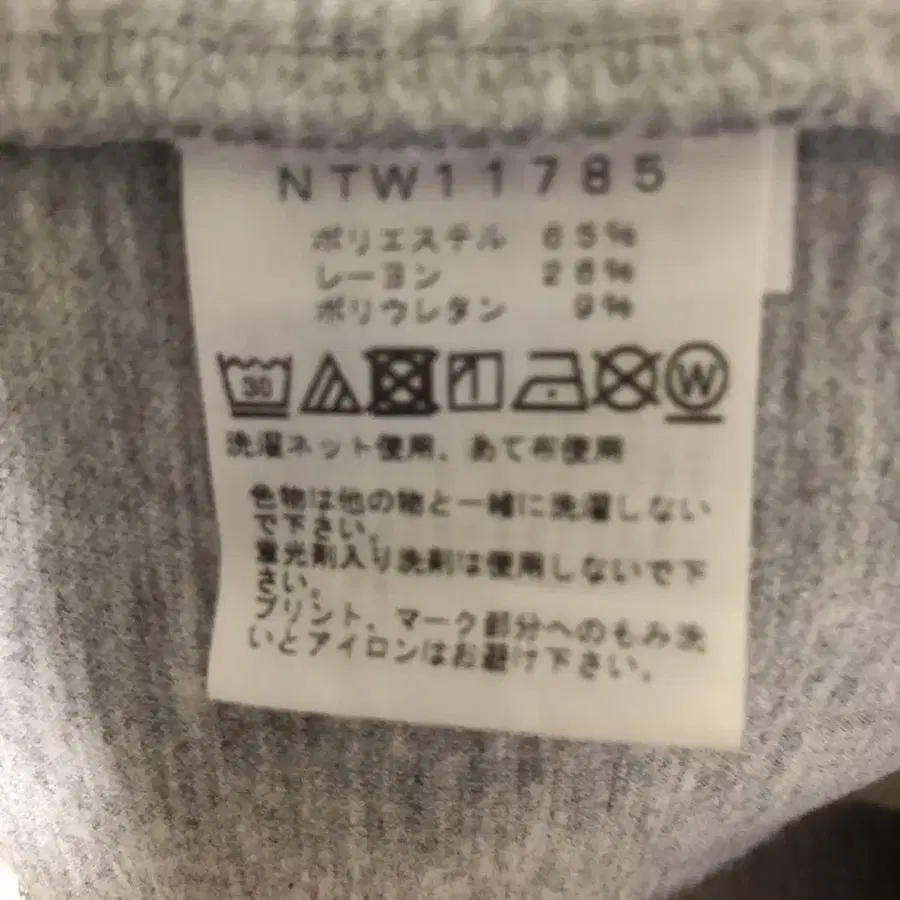 NTW11785
ポリエステル 65%
レーヨン 26%
ポリウレタン 9%
30
W
洗濯ネット使用、あて布使用
色物は他の物と一緒に洗濯しない
で下さい。
蛍光剤入り洗剤は使用しないで下
さい。
プリント、マーク部分へのもみ洗
いとアイロンはお避け下さい。